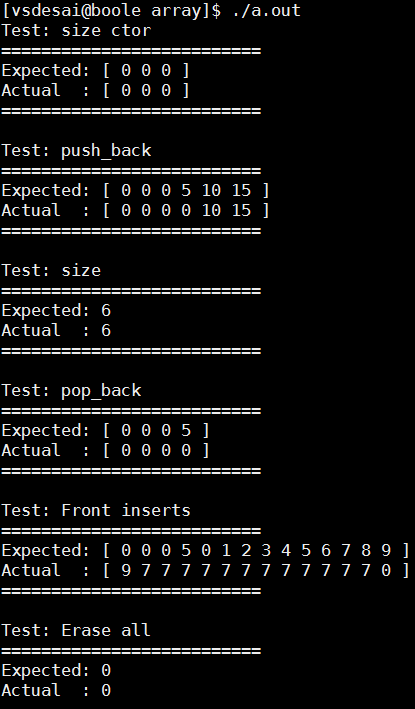 [vsdesai@boole array]$ ./a.out
Test: size ctor
==========================
Expected: [ 0 0 0 ]
Actual  : [ 0 0 0 ]
==========================

Test: push_back
==========================
Expected: [ 0 0 0 5 10 15 ]
Actual  : [ 0 0 0 0 10 15 ]
==========================

Test: size
==========================
Expected: 6
Actual  : 6
==========================

Test: pop_back
==========================
Expected: [ 0 0 0 5 ]
Actual  : [ 0 0 0 0 ]
==========================

Test: Front inserts
==========================
Expected: [ 0 0 0 5 0 1 2 3 4 5 6 7 8 9 ]
Actual  : [ 9 7 7 7 7 7 7 7 7 7 7 7 7 0 ]
==========================

Test: Erase all
==========================
Expected: 0
Actual  : 0